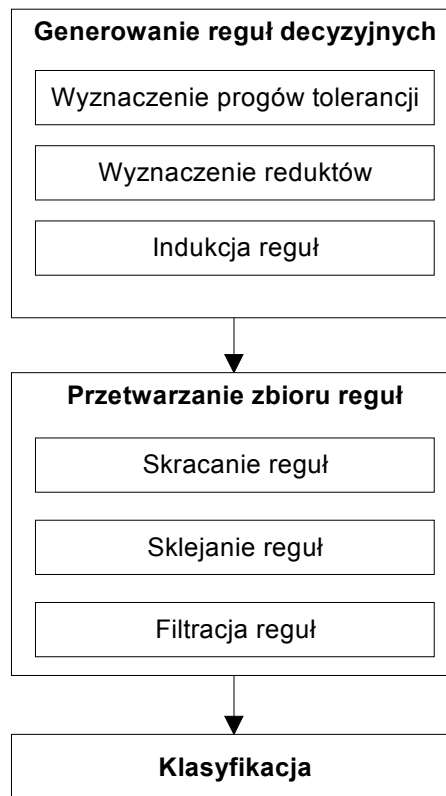 Generowanie reguł decyzyjnych
Wyznaczenie progów tolerancji
Wyznaczenie reduktów
Indukcja reguł
Przetwarzanie zbioru reguł
Skracanie reguł
Sklejanie reguł
Filtracja reguł
Klasyfikacja